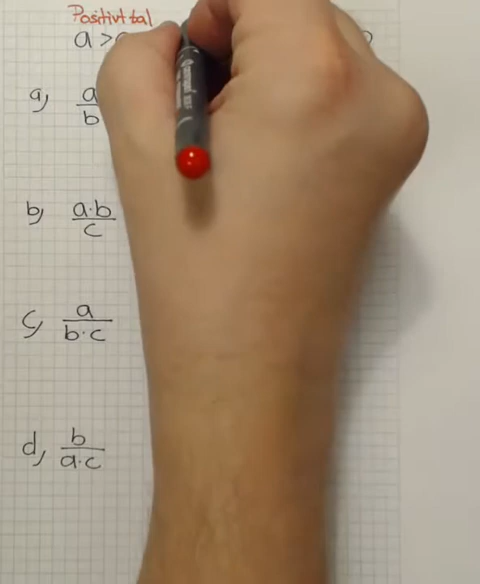 Positivt tal
a >
a) a
b
b) a·b
c
c) a
b·c
d) b
a·c